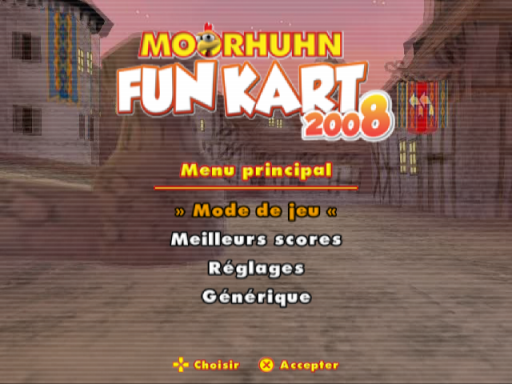 MOORHUHN
FUN KART
2008
Menu principal
» Mode de jeu «
Meilleurs scores
Réglages
Générique
Choisir Accepter